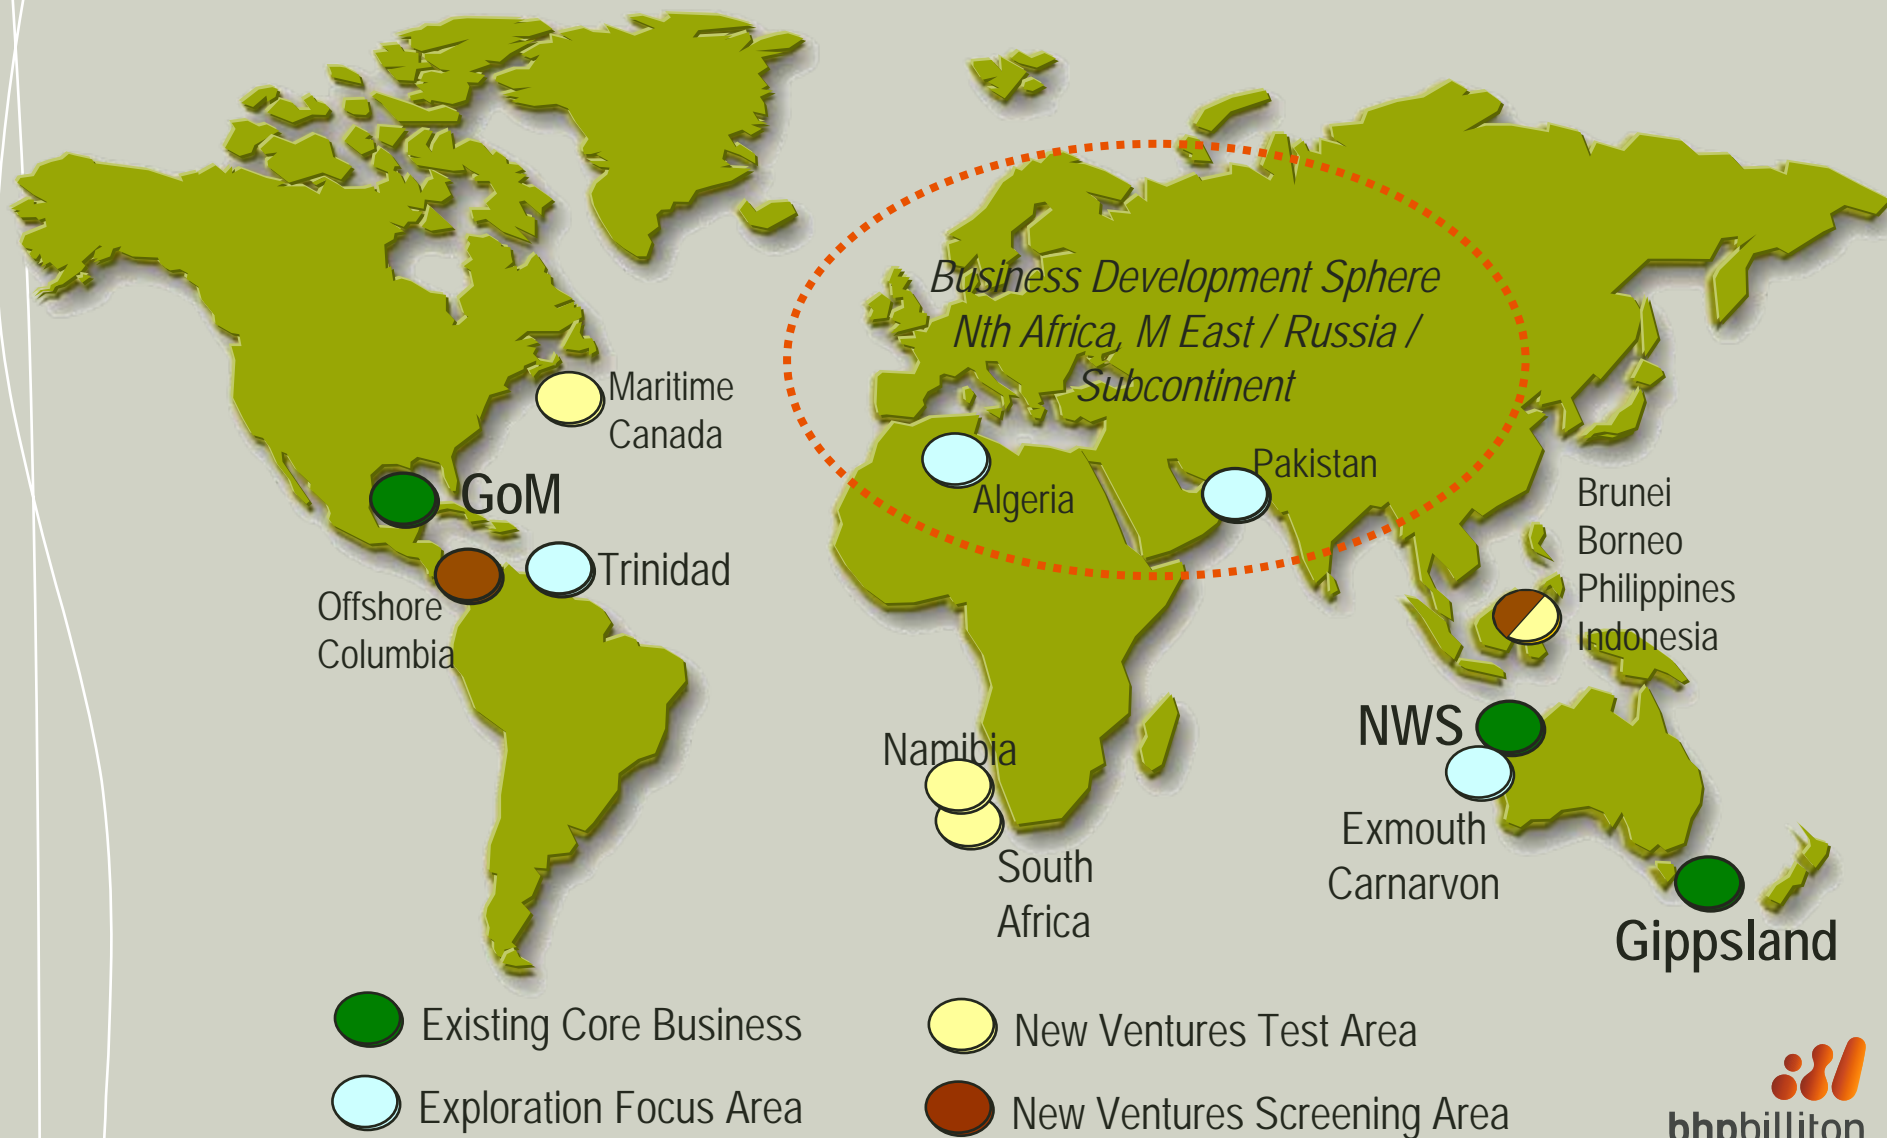 Business Development Sphere
Nth Africa, M East / Russia /
Subcontinent
Maritime
Canada
GoM
Trinidad
Offshore
Columbia
Algeria
Pakistan
Brunei
Borneo
Philippines
Indonesia
Namibia
South
Africa
NWS
Exmouth
Carnarvon
Gippsland
Existing Core Business
New Ventures Test Area
Exploration Focus Area
New Ventures Screening Area
bhpbilliton